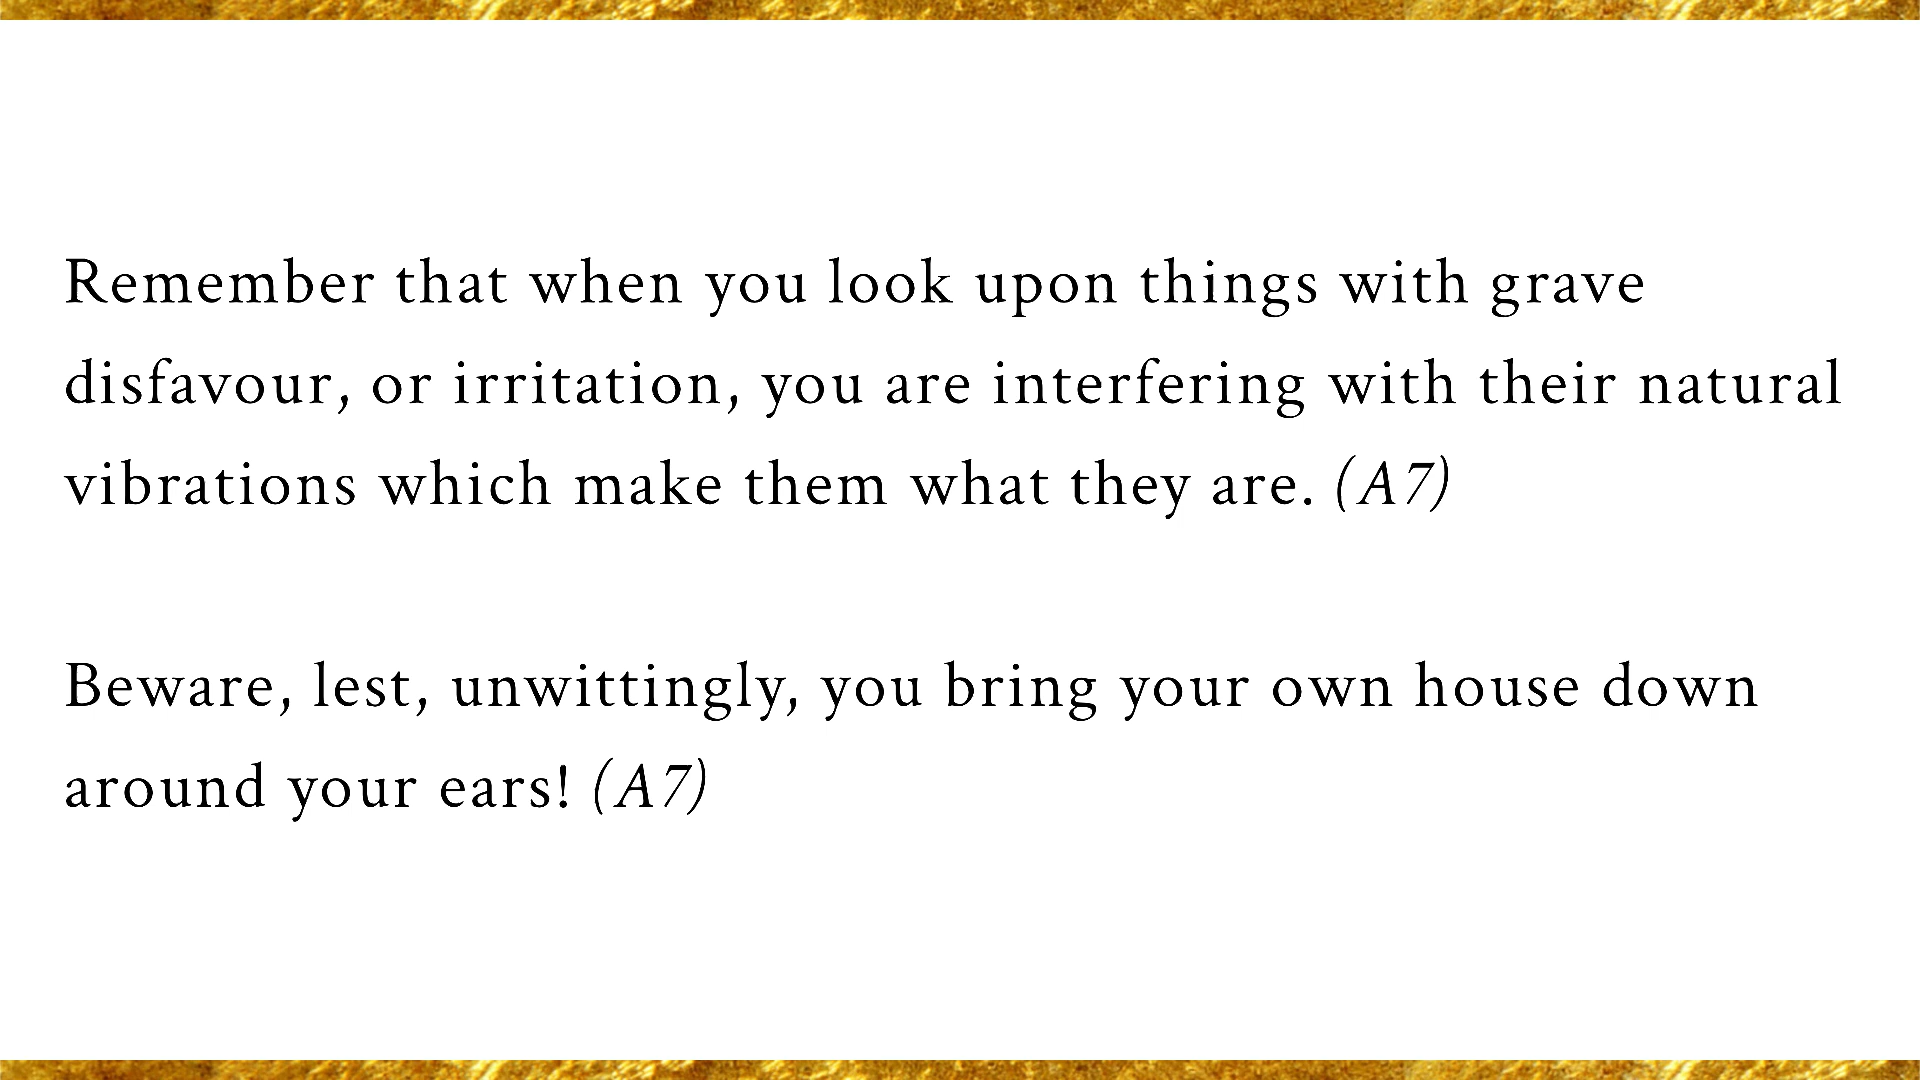 Remember that when you look upon things with grave
disfavour, or irritation, you are interfering with their natural
vibrations which make them what they are. (A7)
Beware, lest, unwittingly, you bring your own house down
around your ears! (A7)